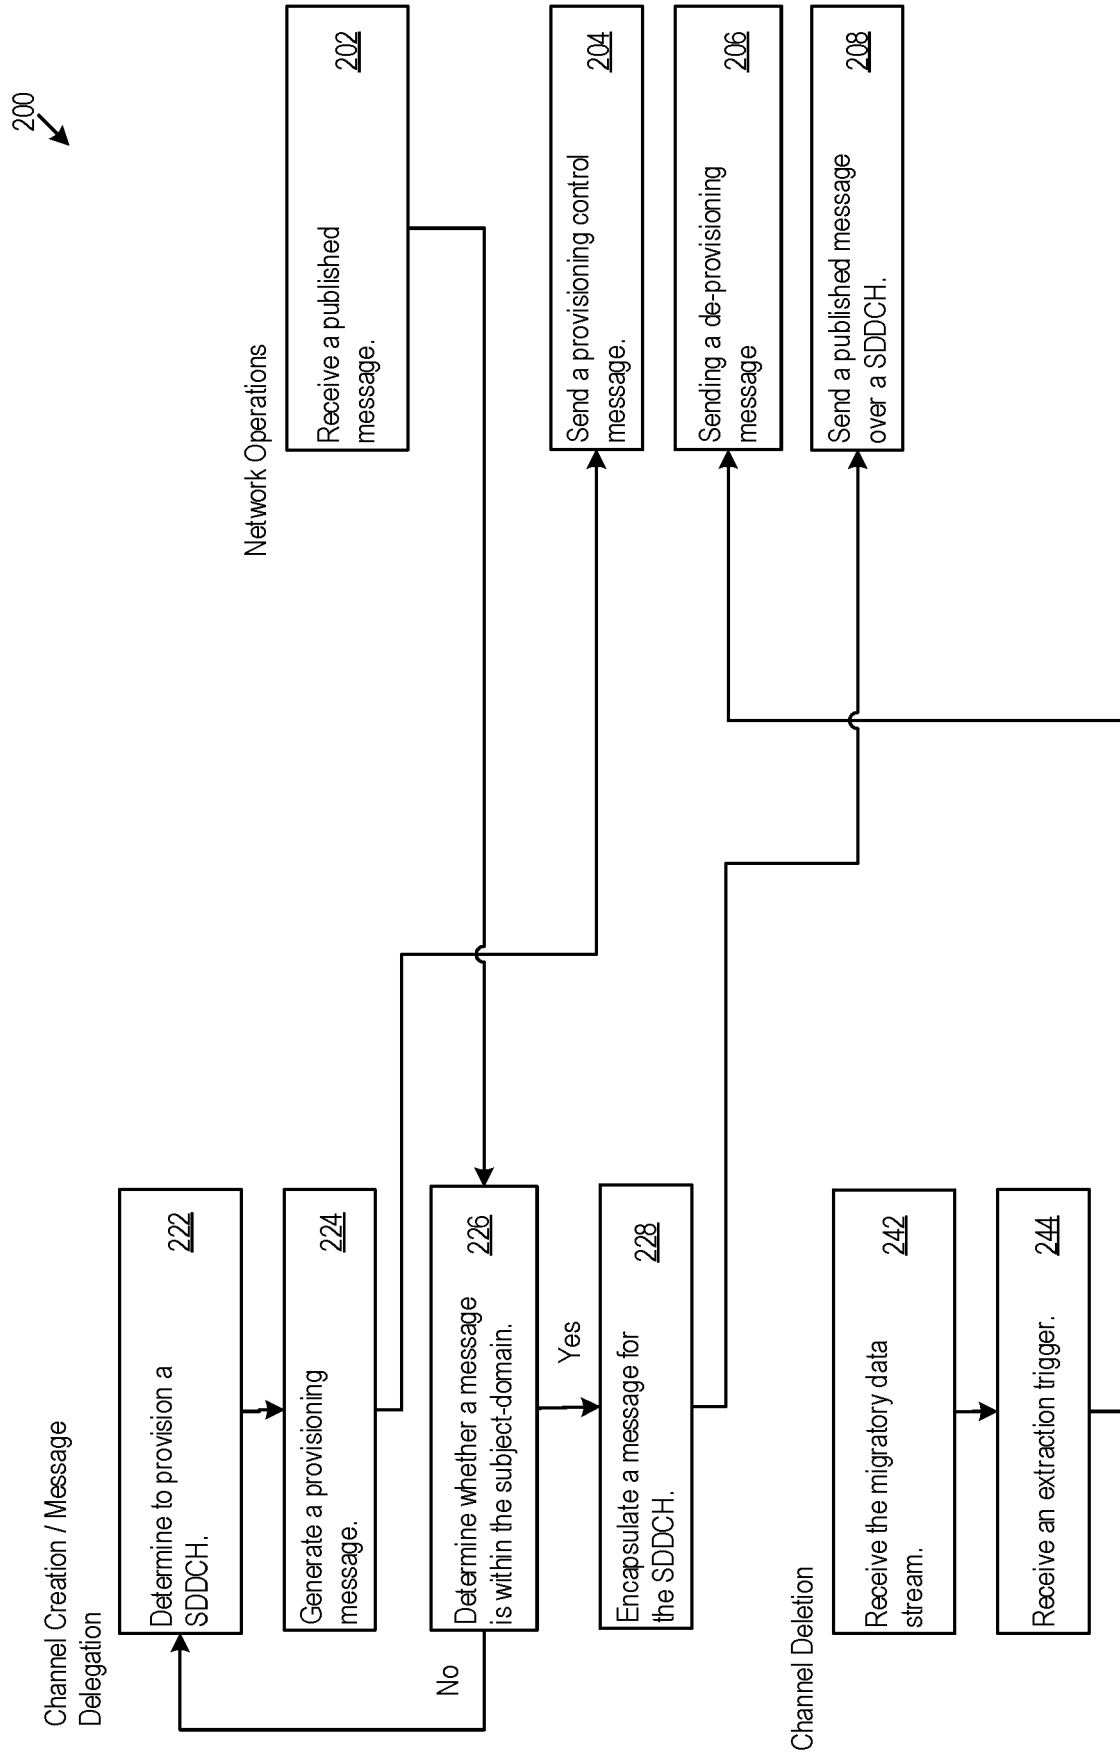 200
Channel Creation / Message
Delegation
Determine to provision a
SDDCH.
222
Generate a provisioning
message.
224
Determine whether a message
is within the subject-domain.
226
No
Yes
Encapsulate a message for
the SDDCH.
228
Channel Deletion
Receive the migratory data
stream.
242
Receive an extraction trigger.
244
Network Operations
Receive a published
message.
202
Send a provisioning control
message.
204
Sending a de-provisioning
message
206
Send a published message
over a SDDCH.
208